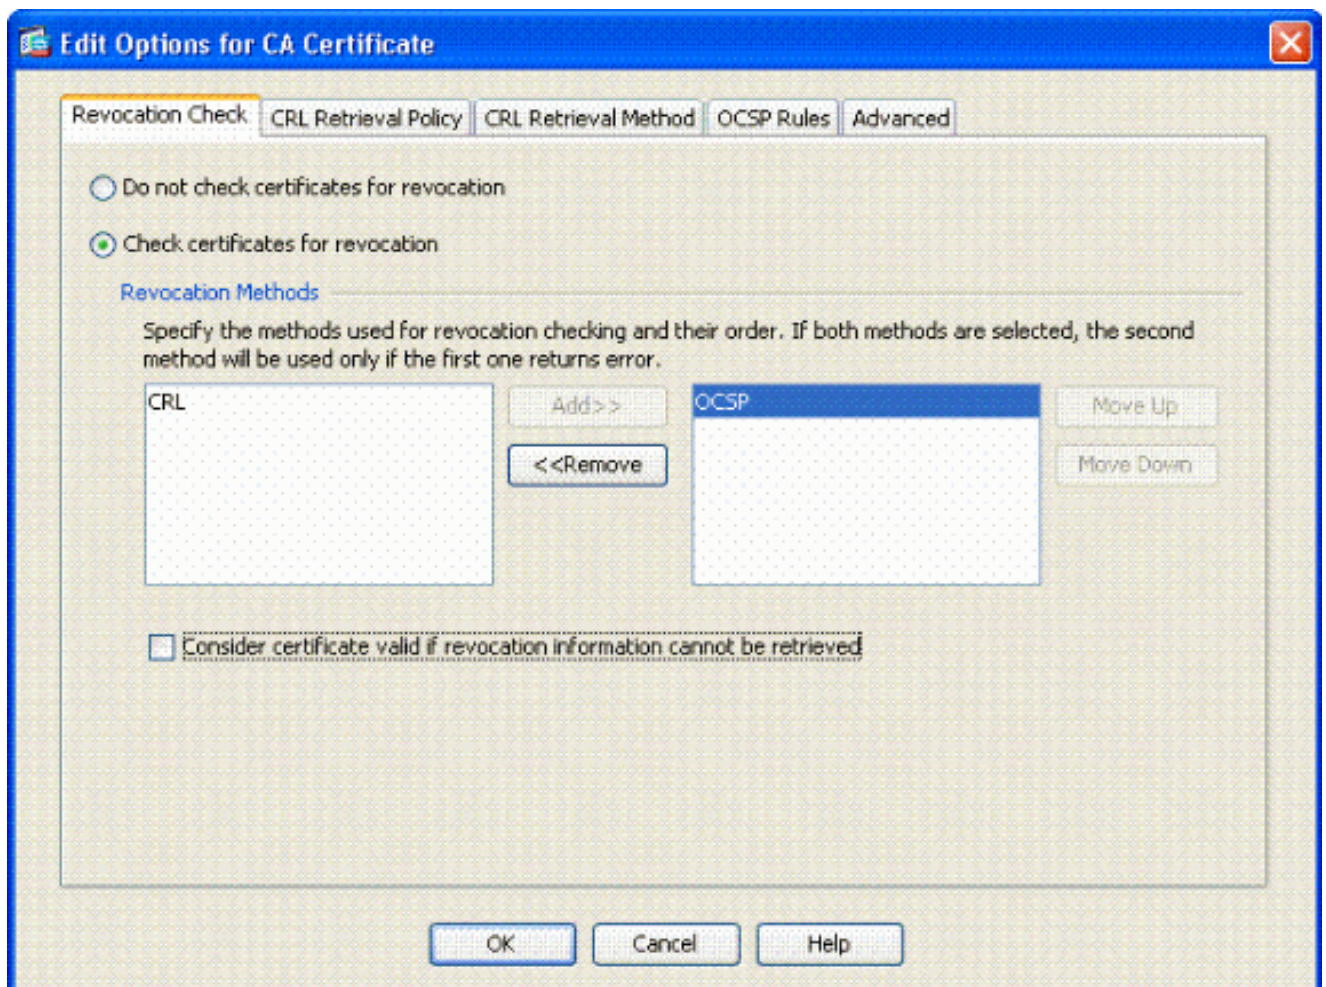 Edit Options for CA Certificate
Revocation Check
CRL Retrieval Policy
CRL Retrieval Method
OCSP Rules
Advanced
Do not check certificates for revocation
Check certificates for revocation
Revocation Methods
Specify the methods used for revocation checking and their order. If both methods are selected, the second
method will be used only if the first one returns error.
CRL
Add>>
OCSP
Move Up
<<Remove
Move Down
Consider certificate valid if revocation information cannot be retrieved
OK
Cancel
Help